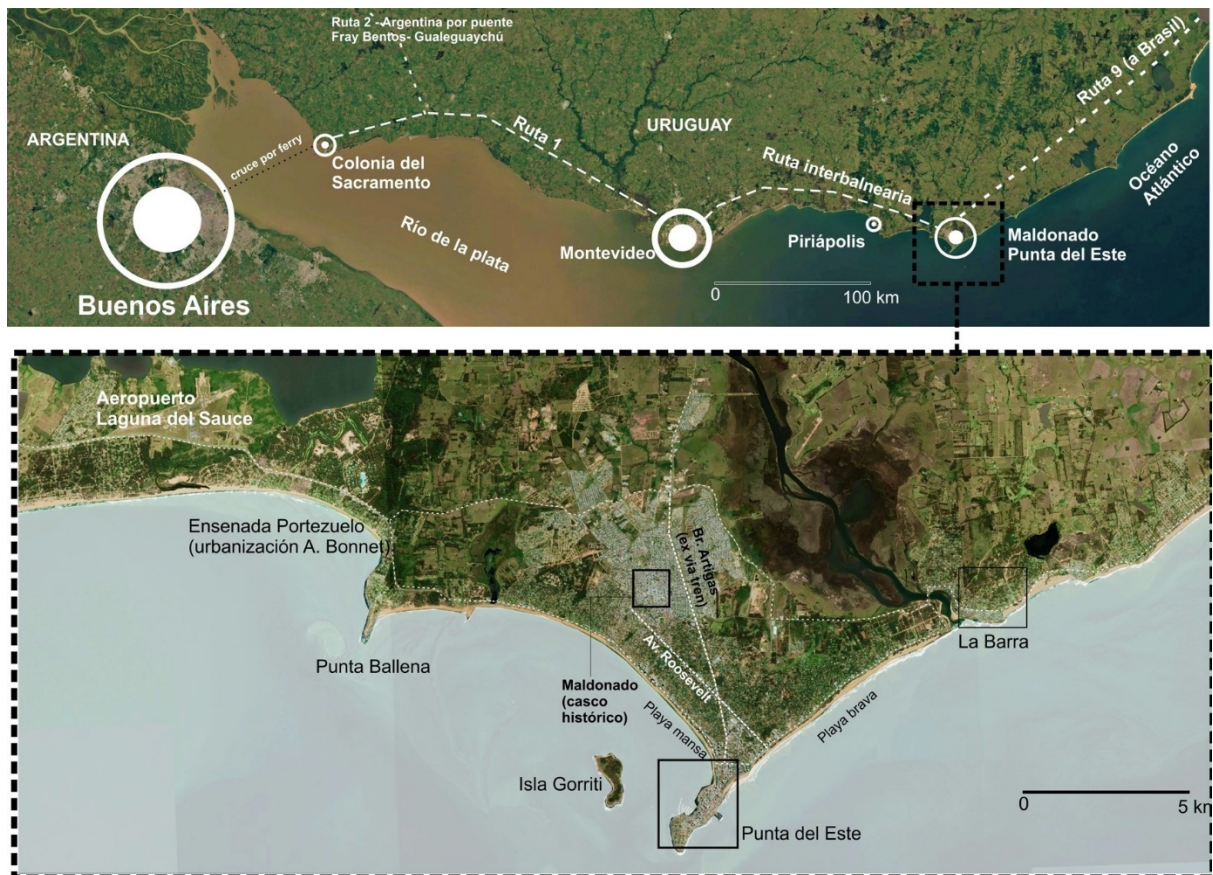 Ruta 2 - Argentina por puente
Fray Bentos- Gualeguaychú
ARGENTINA
cruce por ferry
Colonia del
Sacramento
Ruta 1
URUGUAY
Ruta interbalnearia
Ruta 9 (a Brasil)
Océano
Atlántico
Río de la plata
Montevideo
Piriápolis
Maldonado
Punta del Este
Buenos Aires
0 100 km
Aeropuerto
Laguna del Sauce
Ensenada Portezuelo
(urbanización A. Bonnet)
Br. Artigas
(ex vía tren)
La Barra
Punta Ballena
Av. Roosevelt
Maldonado
(casco
histórico)
Playa mansa
Playa brava
Isla Gorriti
0 5 km
Punta del Este